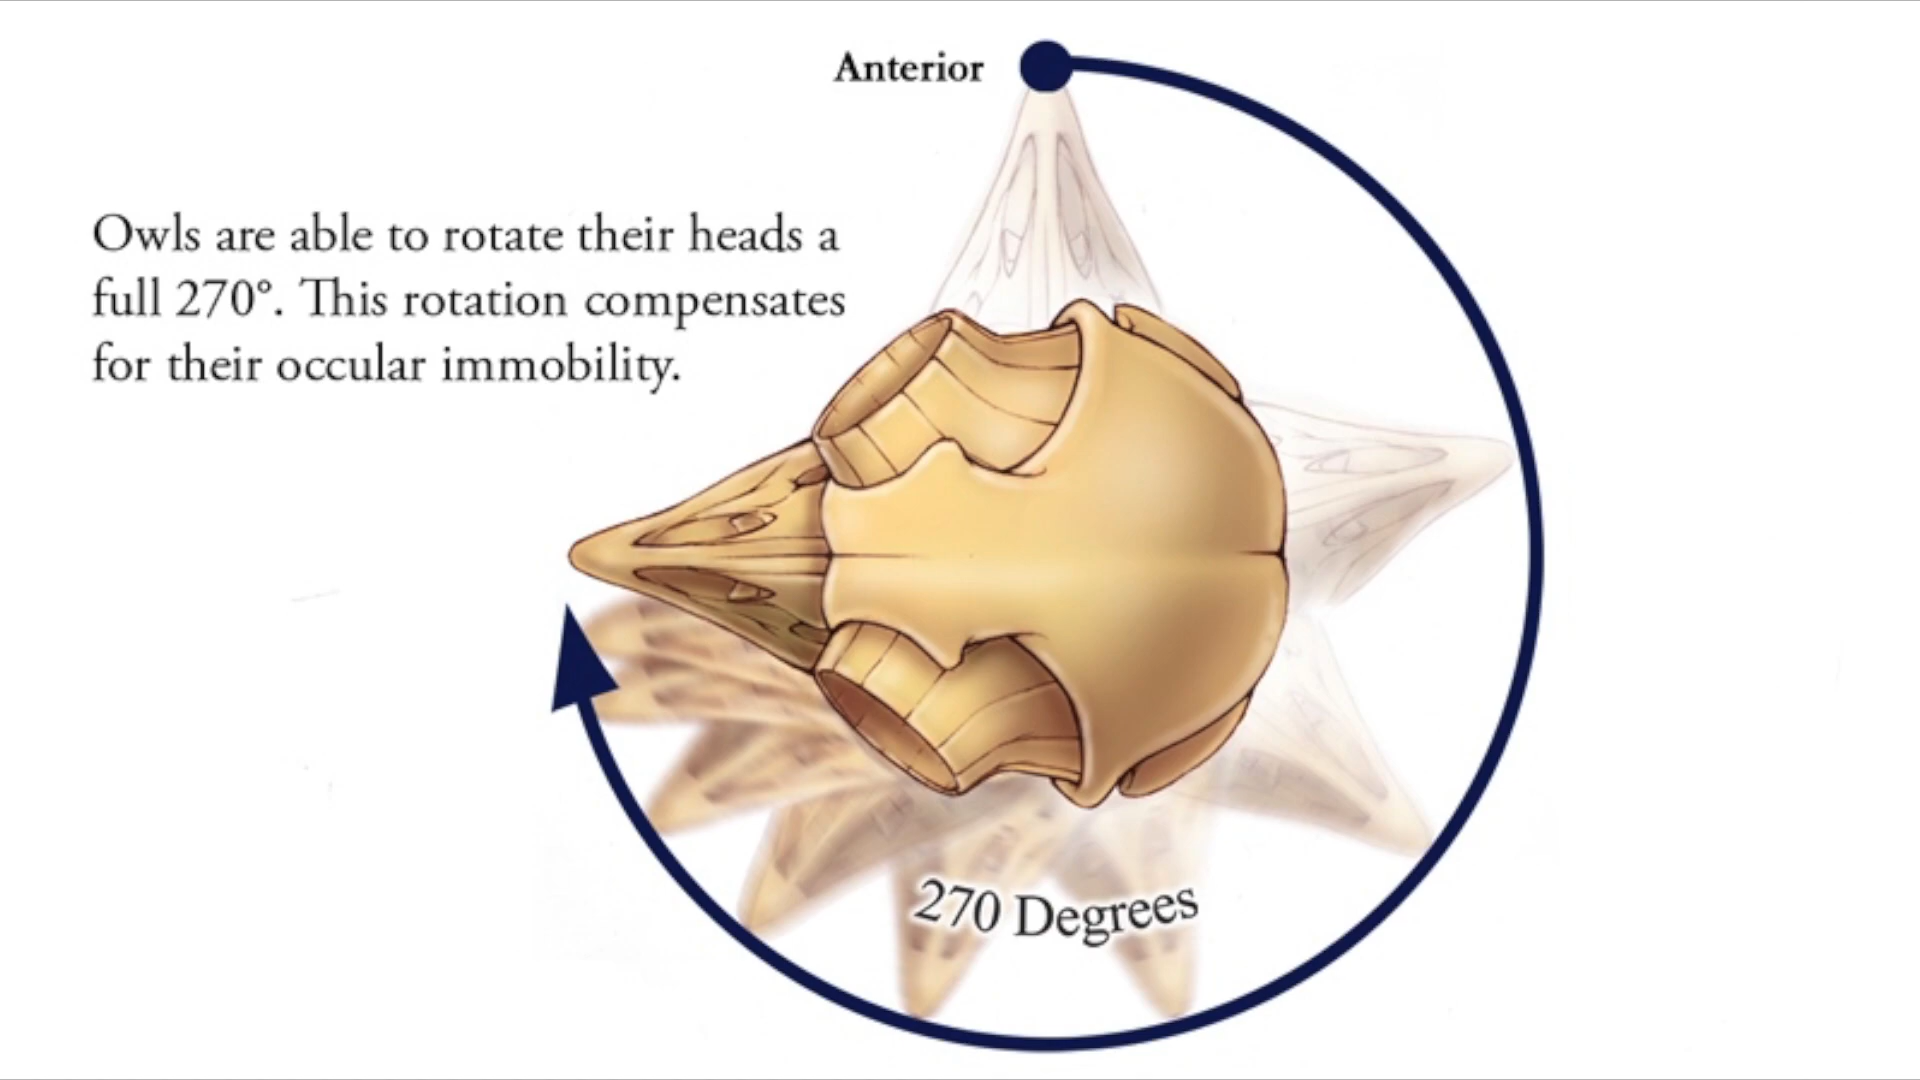 Anterior
Owls are able to rotate their heads a
full 270°. This rotation compensates
for their occular immobility.
270 Degrees